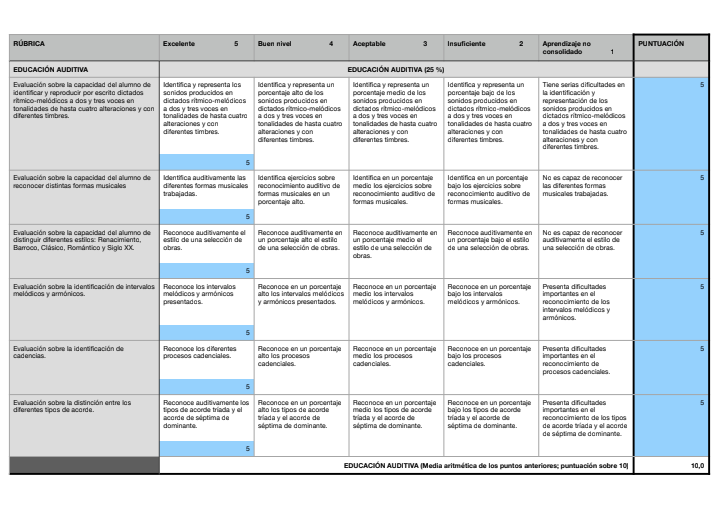 RÚBRICA
Excelente 5
Buen nivel 4
Aceptable 3
Insuficiente 2
Aprendizaje no
consolidado 1
PUNTUACIÓN
EDUCACIÓN AUDITIVA
EDUCACIÓN AUDITIVA (25 %)
Evaluación sobre la capacidad del alumno de
identificar y reproducir por escrito dictados
rítmico-melódicos a dos y tres voces en
tonalidades de hasta cuatro alteraciones y con
diferentes timbres.
Identifica y representa los
sonidos producidos en
dictados rítmico-melódicos
a dos y tres voces en
tonalidades de hasta cuatro
alteraciones y con
diferentes timbres.
5
Identifica y representa un
porcentaje alto de los
sonidos producidos en
dictados rítmico-melódicos
a dos y tres voces en
tonalidades de hasta cuatro
alteraciones y con
diferentes timbres.
Identifica y representa un
porcentaje medio de los
sonidos producidos en
dictados rítmico-melódicos
a dos y tres voces en
tonalidades de hasta cuatro
alteraciones y con
diferentes timbres.
Identifica y representa un
porcentaje bajo de los
sonidos producidos en
dictados rítmico-melódicos
a dos y tres voces en
tonalidades de hasta cuatro
alteraciones y con
diferentes timbres.
Tiene serias dificultades en
la identificación y
representación de los
sonidos producidos en
dictados rítmico-melódicos
a dos y tres voces en
tonalidades de hasta cuatro
alteraciones y con
diferentes timbres.
5
Evaluación sobre la capacidad del alumno de
reconocer distintas formas musicales
Identifica auditivamente las
diferentes formas musicales
trabajadas.
5
Identifica ejercicios sobre
reconocimiento auditivo de
formas musicales en un
porcentaje alto.
Identifica en un porcentaje
medio los ejercicios sobre
reconocimiento auditivo de
formas musicales.
Identifica en un porcentaje
bajo los ejercicios sobre
reconocimiento auditivo de
formas musicales.
No es capaz de reconocer
las diferentes formas
musicales trabajadas.
5
Evaluación sobre la capacidad del alumno de
distinguir diferentes estilos: Renacimiento,
Barroco, Clásico, Romántico y Siglo XX.
Reconoce auditivamente el
estilo de una selección de
obras.
5
Reconoce auditivamente en
un porcentaje alto el estilo
de una selección de obras.
Reconoce auditivamente en
un porcentaje medio el
estilo de una selección de
obras.
Reconoce auditivamente en
un porcentaje bajo el estilo
de una selección de obras.
No es capaz de reconocer
auditivamente el estilo de
una selección de obras.
5
Evaluación sobre la identificación de intervalos
melódicos y armónicos.
Reconoce los intervalos
melódicos y armónicos
presentados.
5
Reconoce en un porcentaje
alto los intervalos melódicos
y armónicos presentados.
Reconoce en un porcentaje
medio los intervalos
melódicos y armónicos.
Reconoce en un porcentaje
bajo los intervalos
melódicos y armónicos.
Presenta dificultades
importantes en el
reconocimiento de los
intervalos melódicos y
armónicos.
5
Evaluación sobre la identificación de
cadencias.
Reconoce los diferentes
procesos cadenciales.
5
Reconoce en un porcentaje
alto los procesos
cadenciales.
Reconoce en un porcentaje
medio los procesos
cadenciales.
Reconoce en un porcentaje
bajo los procesos
cadenciales.
Presenta dificultades
importantes en el
reconocimiento de
procesos cadenciales.
5
Evaluación sobre la distinción entre los
diferentes tipos de acorde.
Reconoce auditivamente los
tipos de acorde tríada y el
acorde de séptima de
dominante.
5
Reconoce en un porcentaje
alto los tipos de acorde
tríada y el acorde de
séptima de dominante.
Reconoce en un porcentaje
medio los tipos de acorde
tríada y el acorde de
séptima de dominante.
Reconoce en un porcentaje
bajo los tipos de acorde
tríada y el acorde de
séptima de dominante.
Presenta dificultades
importantes en el
reconocimiento de los tipos
de acorde tríada y el acorde
de séptima de dominante.
5
EDUCACIÓN AUDITIVA (Media aritmética de los puntos anteriores; puntuación sobre 10)
10,0